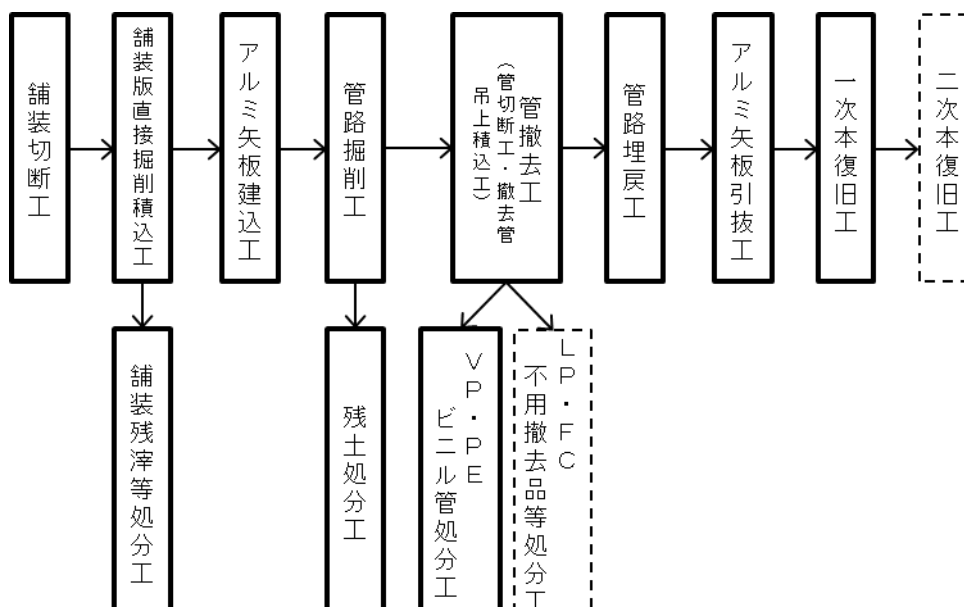 舗装切断工
舗装版直接掘削積込工
アルミ矢板建込工
管路掘削工
管撤去工
（管切断工・撤去管
吊上積込工）
管路埋戻工
アルミ矢板引抜工
一次本復旧工
二次本復旧工
舗装残滓等処分工
残土処分工
VP・PE
ビニル管処分工
LP・FC
不用撤去品等処分工